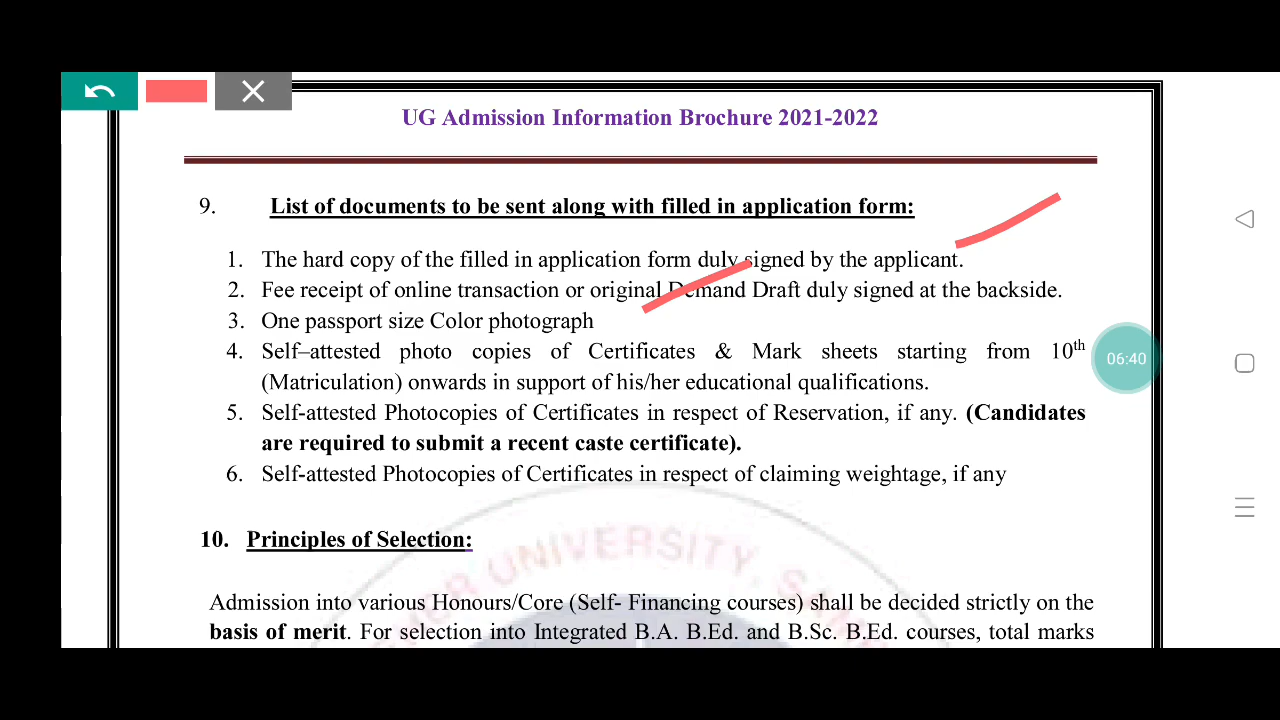 UG Admission Information Brochure 2021-2022
9. List of documents to be sent along with filled in application form:
1. The hard copy of the filled in application form duly signed by the applicant.
2. Fee receipt of online transaction or original Demand Draft duly signed at the backside.
3. One passport size Color photograph
4. Self–attested photo copies of Certificates & Mark sheets starting from 10th
(Matriculation) onwards in support of his/her educational qualifications.
06:40
5. Self-attested Photocopies of Certificates in respect of Reservation, if any. (Candidates
are required to submit a recent caste certificate).
6. Self-attested Photocopies of Certificates in respect of claiming weightage, if any
10. Principles of Selection:
UNIVERSITY,
Admission into various Honours/Core (Self- Financing courses) shall be decided strictly on the
basis of merit. For selection into Integrated B.A. B.Ed. and B.Sc. B.Ed. courses, total marks